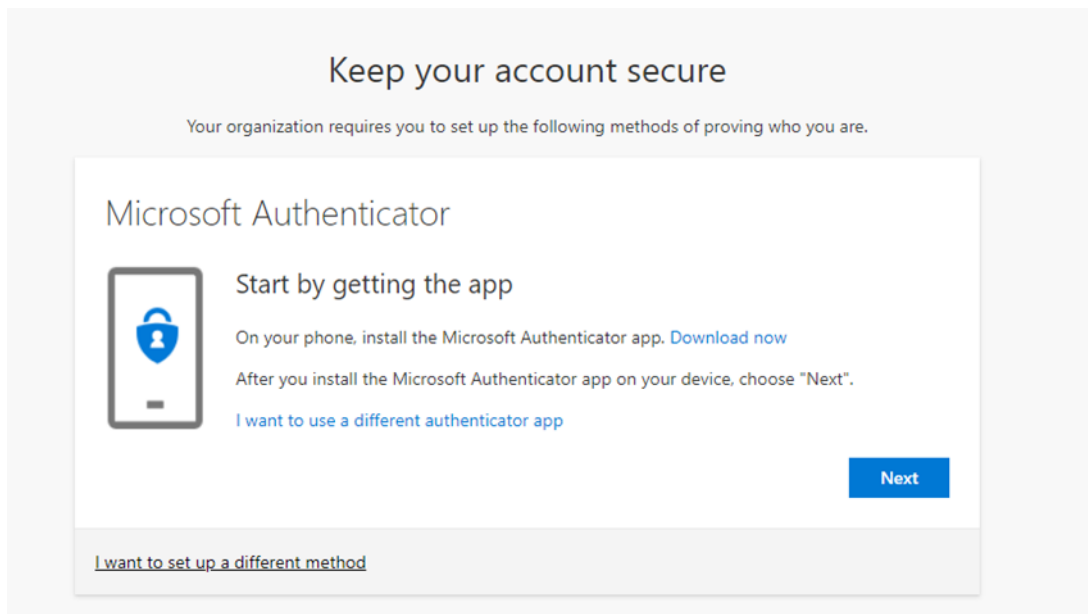 Keep your account secure
Your organization requires you to set up the following methods of proving who you are.
Microsoft Authenticator
Start by getting the app
On your phone, install the Microsoft Authenticator app. Download now
After you install the Microsoft Authenticator app on your device, choose "Next".
I want to use a different authenticator app
Next
I want to set up a different method